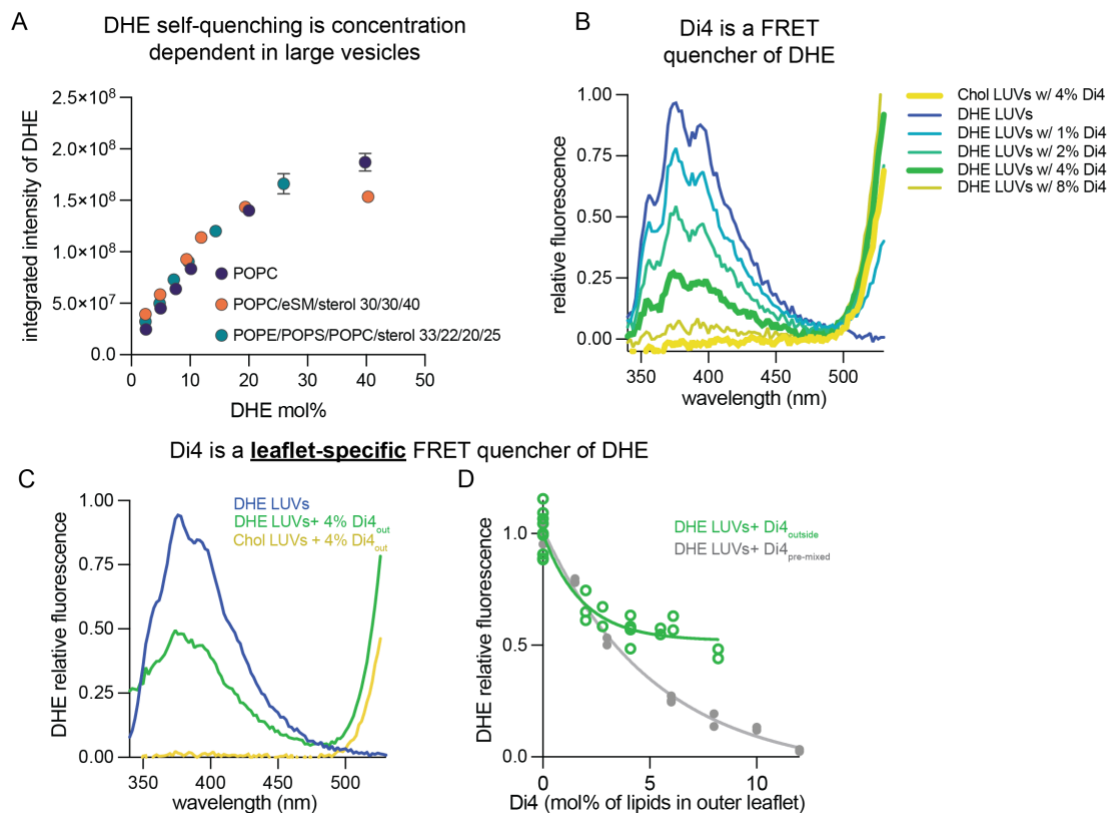 A
DHE self-quenching is concentration
dependent in large vesicles
2.5×10⁸
2.0×10⁸
1.5×10⁸
1.0×10⁸
5.0×10⁷
0.0
integrated intensity of DHE
POPC
POPC/eSM/sterol 30/30/40
POPE/POPS/POPC/sterol 33/22/20/25
0 10 20 30 40 50
DHE mol%
B
Di4 is a FRET
quencher of DHE
1.00
0.75
0.50
0.25
0.00
relative fluorescence
Chol LUVs w/ 4% Di4
DHE LUVs
DHE LUVs w/ 1% Di4
DHE LUVs w/ 2% Di4
DHE LUVs w/ 4% Di4
DHE LUVs w/ 8% Di4
350 400 450 500
wavelength (nm)
Di4 is a leaflet-specific FRET quencher of DHE
C
1.00
0.75
0.50
0.25
0.00
DHE relative fluorescence
DHE LUVs
DHE LUVs+ 4% Di4out
Chol LUVs + 4% Di4out
350 400 450 500
wavelength (nm)
D
1.0
0.5
0.0
DHE relative fluorescence
DHE LUVs+ Di4outside
DHE LUVs+ Di4pre-mixed
0 5 10
Di4 (mol% of lipids in outer leaflet)